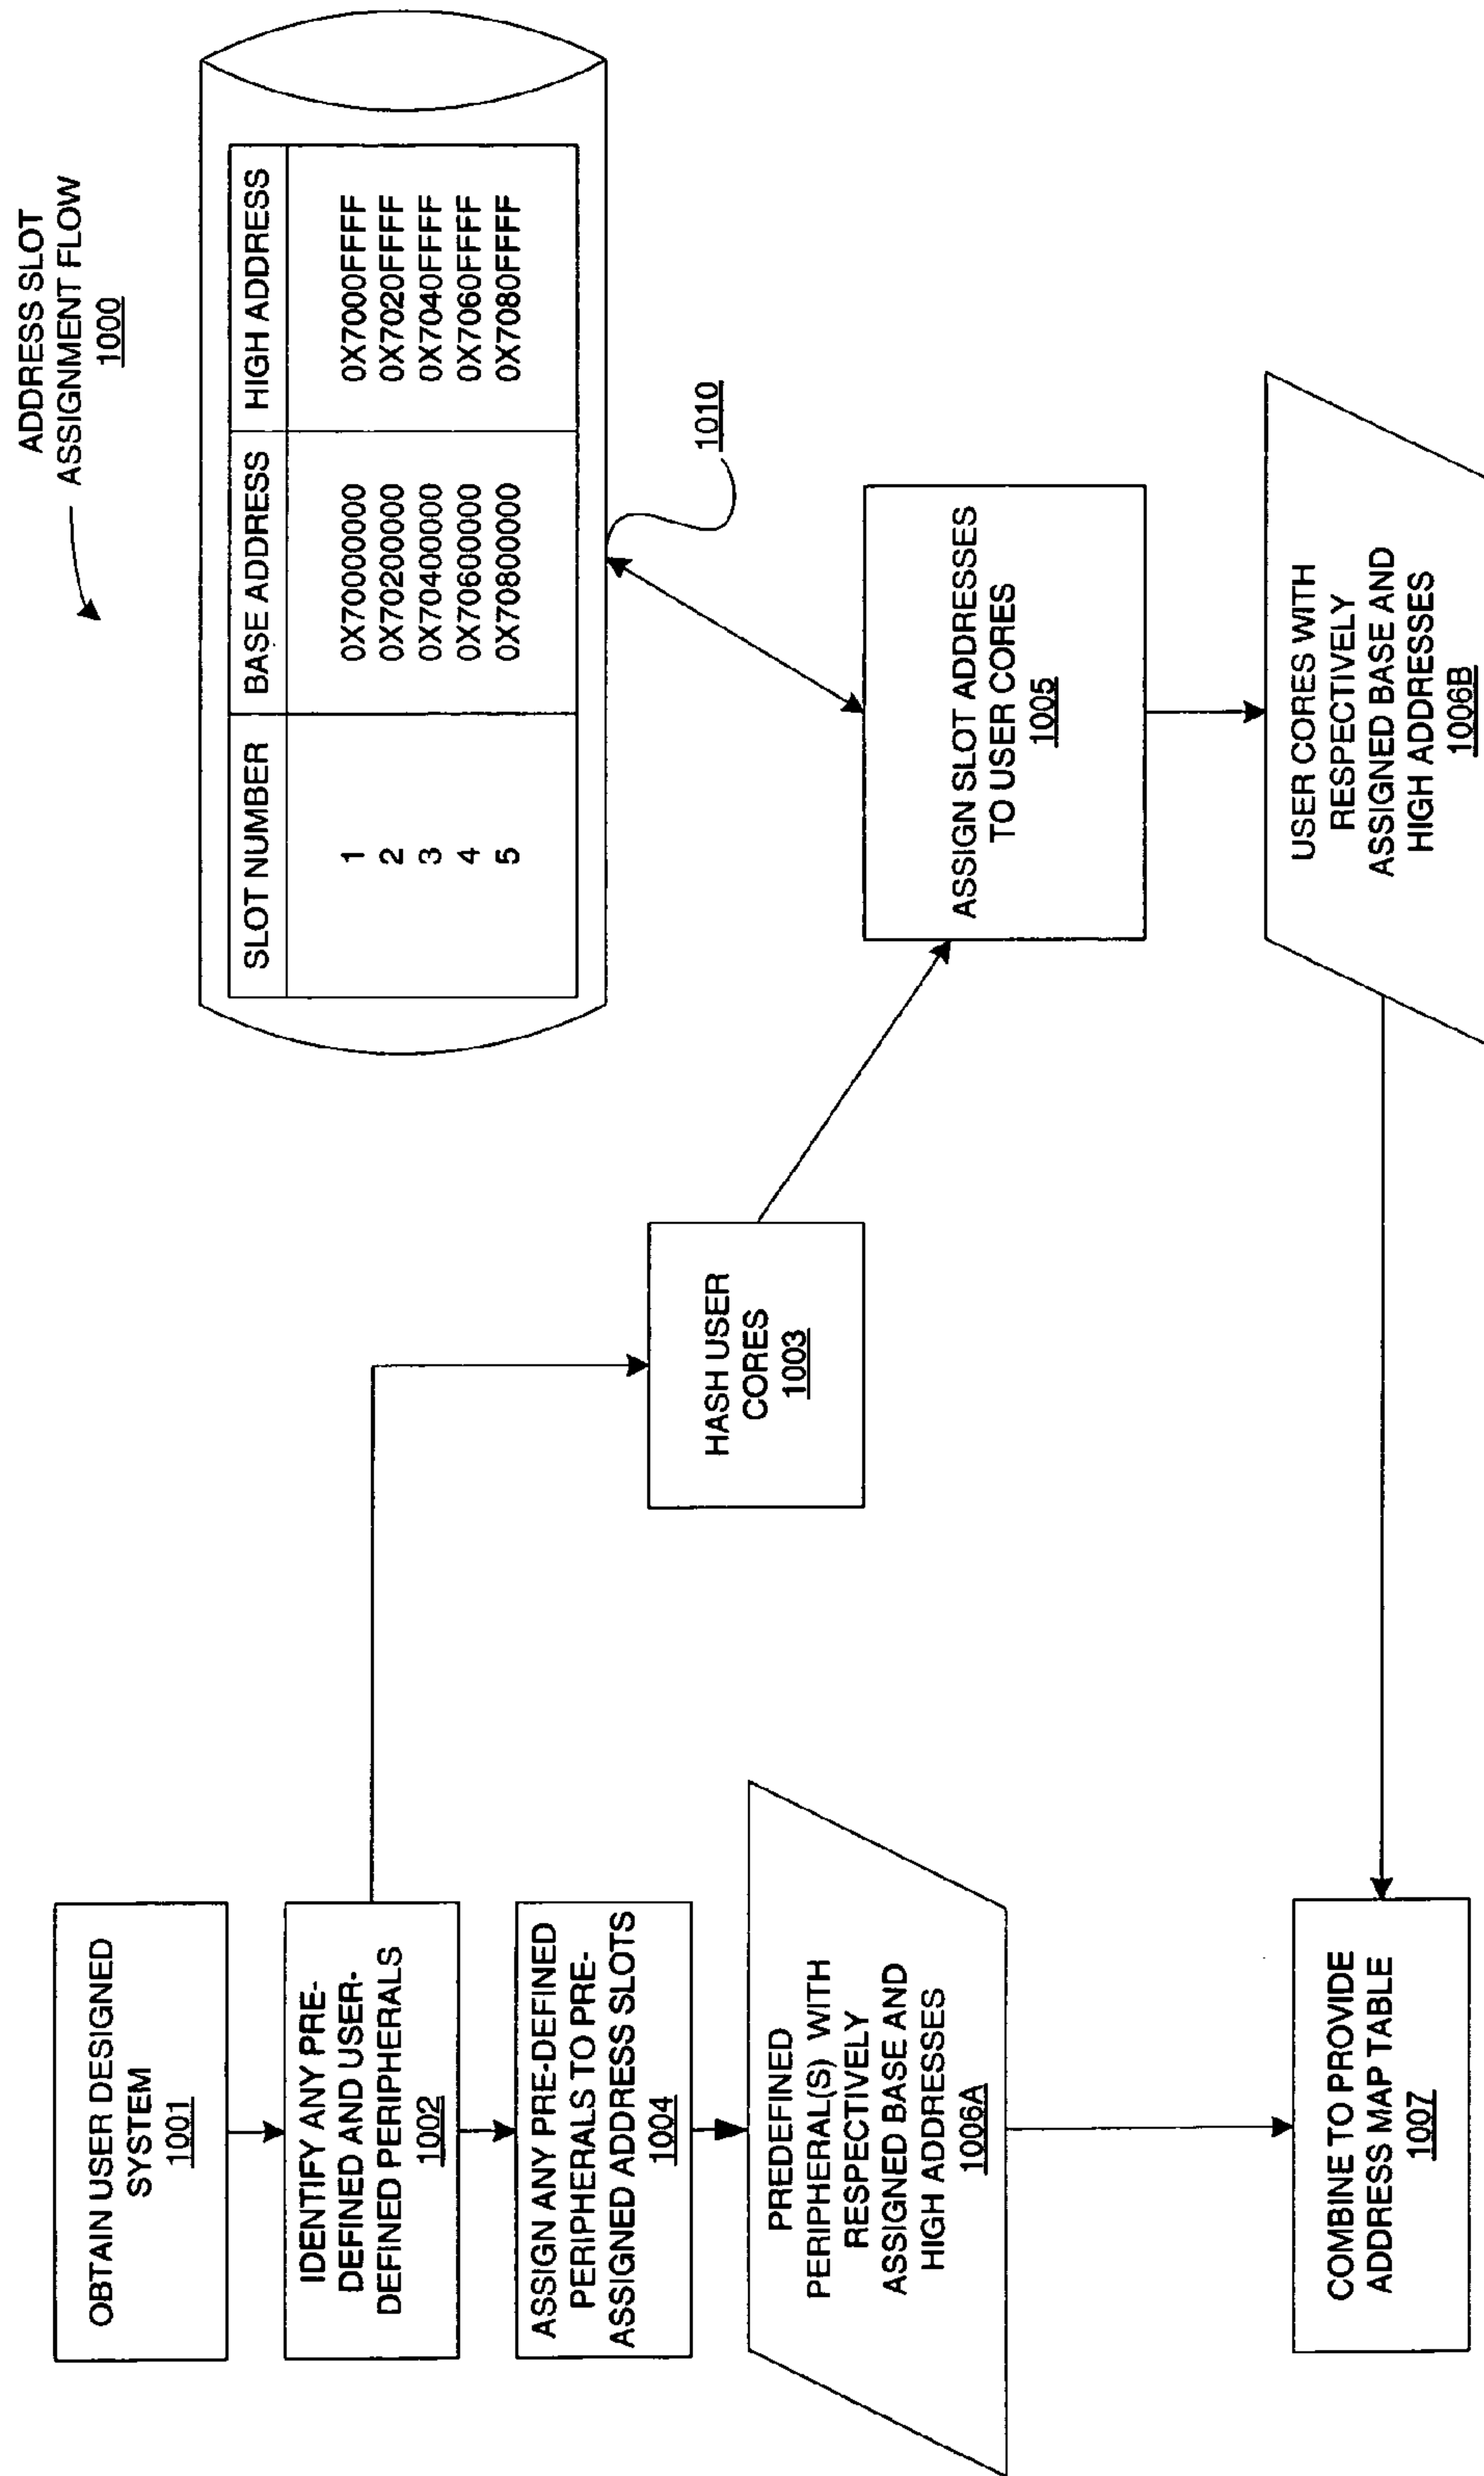 ADDRESS SLOT
ASSIGNMENT FLOW
1000
SLOT NUMBER BASE ADDRESS HIGH ADDRESS
1 0X70000000 0X7000FFFF
2 0X70200000 0X7020FFFF
3 0X70400000 0X7040FFFF
4 0X70600000 0X7060FFFF
5 0X70800000 0X7080FFFF
1010
OBTAIN USER DESIGNED
SYSTEM
1001
IDENTIFY ANY PRE-
DEFINED AND USER-
DEFINED PERIPHERALS
1002
HASH USER
CORES
1003
ASSIGN ANY PRE-DEFINED
PERIPHERALS TO PRE-
ASSIGNED ADDRESS SLOTS
1004
ASSIGN SLOT ADDRESSES
TO USER CORES
1005
PREDEFINED
PERIPHERAL(S) WITH
RESPECTIVELY
ASSIGNED BASE AND
HIGH ADDRESSES
1006A
USER CORES WITH
RESPECTIVELY
ASSIGNED BASE AND
HIGH ADDRESSES
1006B
COMBINE TO PROVIDE
ADDRESS MAP TABLE
1007